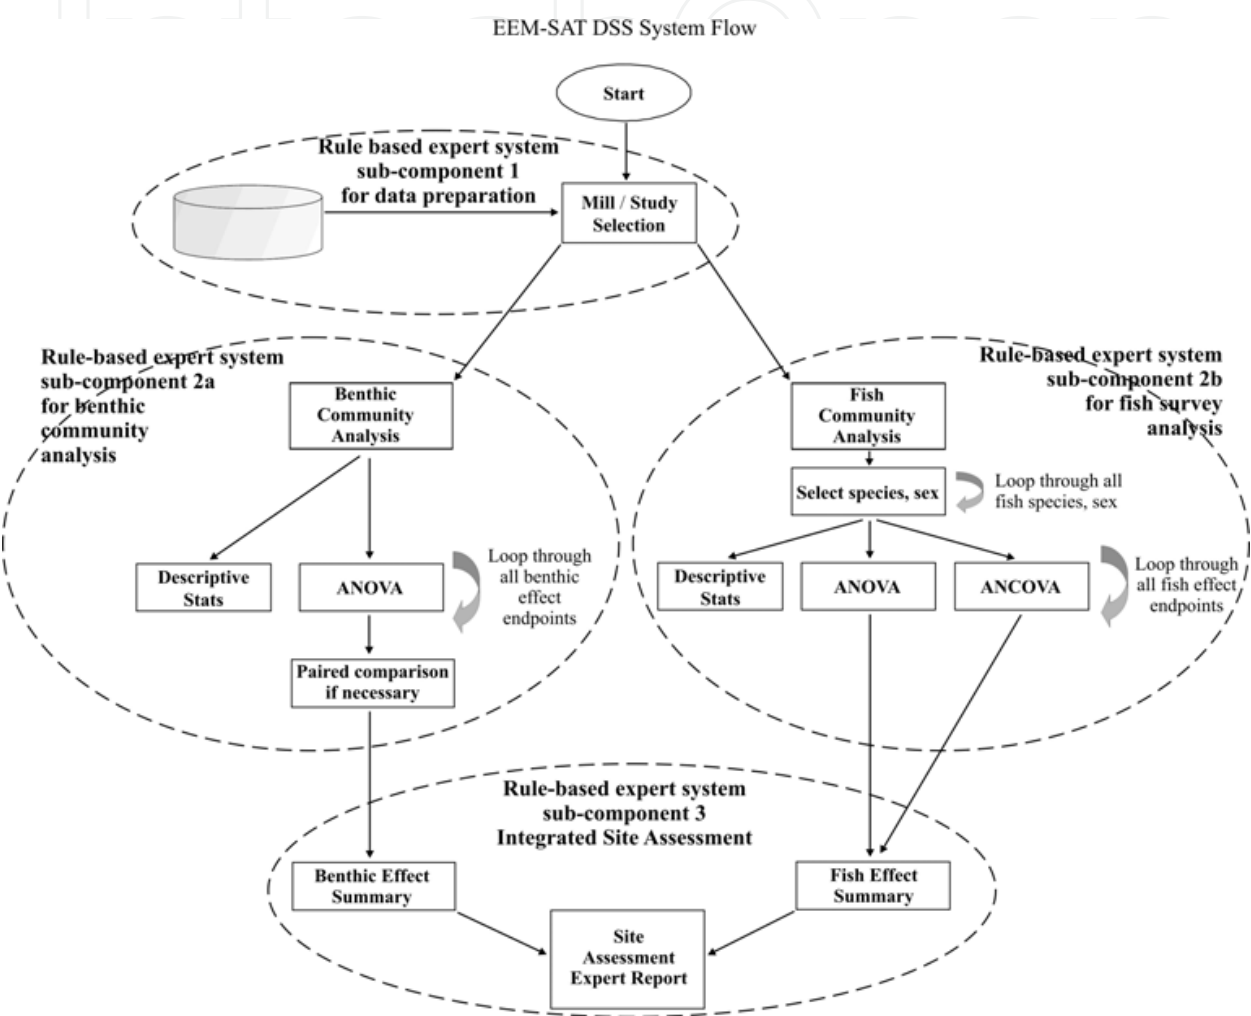 EEM-SAT DSS System Flow
Start
Rule based expert system
sub-component 1
for data preparation
Mill / Study
Selection
Rule-based expert system
sub-component 2a
for benthic
community
analysis
Benthic
Community
Analysis
Descriptive
Stats
ANOVA
Loop through
all benthic
effect
endpoints
Paired comparison
if necessary
Rule-based expert system
sub-component 2b
for fish survey
analysis
Fish
Community
Analysis
Select species, sex
Loop through all
fish species, sex
Descriptive
Stats
ANOVA
ANCOVA
Loop through
all fish effect
endpoints
Rule-based expert system
sub-component 3
Integrated Site Assessment
Benthic Effect
Summary
Fish Effect
Summary
Site
Assessment
Expert Report